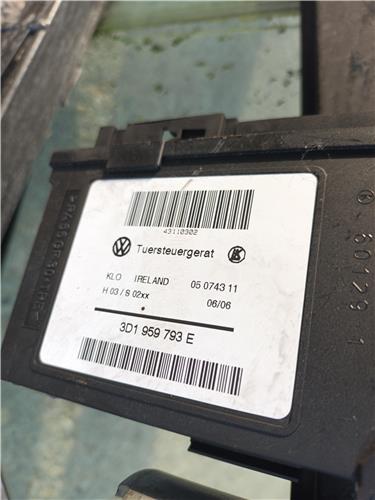 43110302
Tuersteuergerat
KLO IRELAND 05 0743 11
H 03 / S 02xx 06/06
3D1 959 793 E